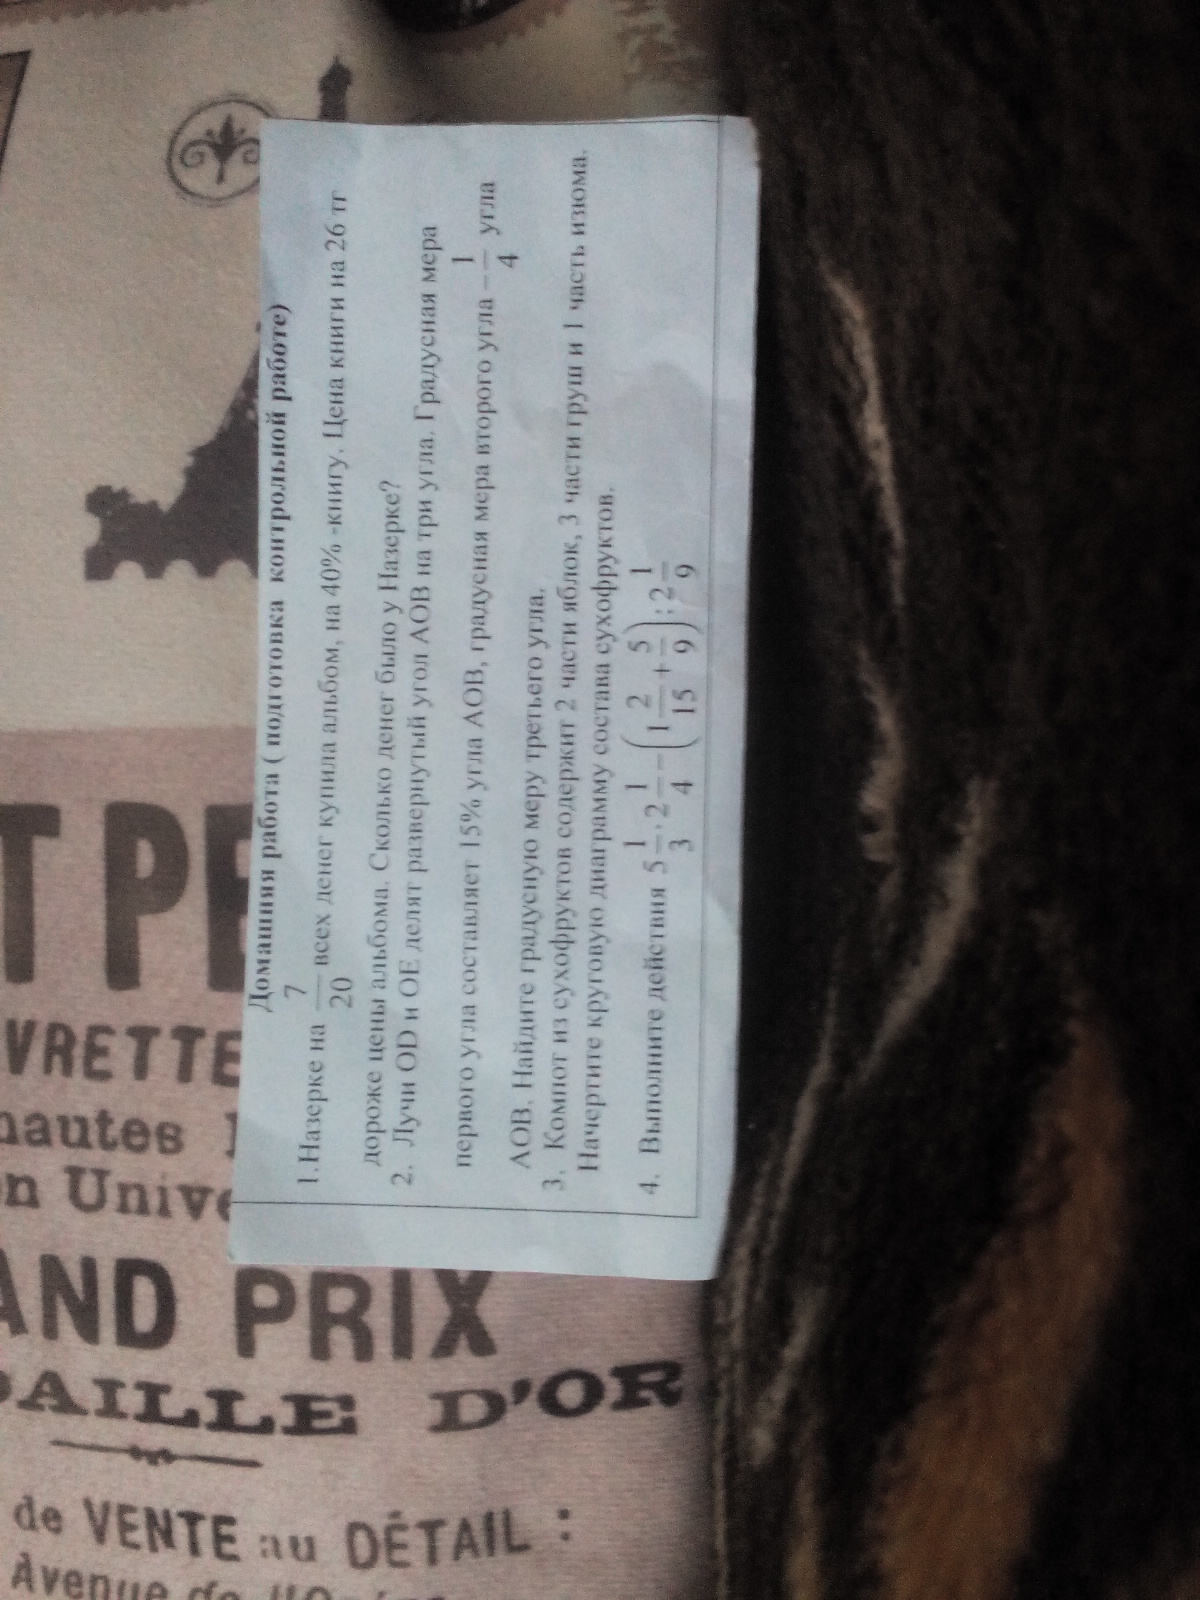 Домашняя работа ( подготовка контрольной работе)
1.Назерке на 7/20 всех денег купила альбом, на 40% -книгу. Цена книги на 26 тг
дороже цены альбома. Сколько денег было у Назерке?
2. Лучи OD и OE делят развернутый угол AOB на три угла. Градусная мера
первого угла составляет 15% угла AOB, градусная мера второго угла – 1/4 угла
AOB. Найдите градусную меру третьего угла.
3. Компот из сухофруктов содержит 2 части яблок, 3 части груш и 1 часть изюма.
Начертите круговую диаграмму состава сухофруктов.
4. Выполните действия 5 1/3 · 2 1/4 – (1 2/15 + 5/9) : 2 1/9
T PE
VRETTE
hautes
n Unive
AND PRIX
DAILLE D'OR
de VENTE au DÉTAIL :
Avenue de